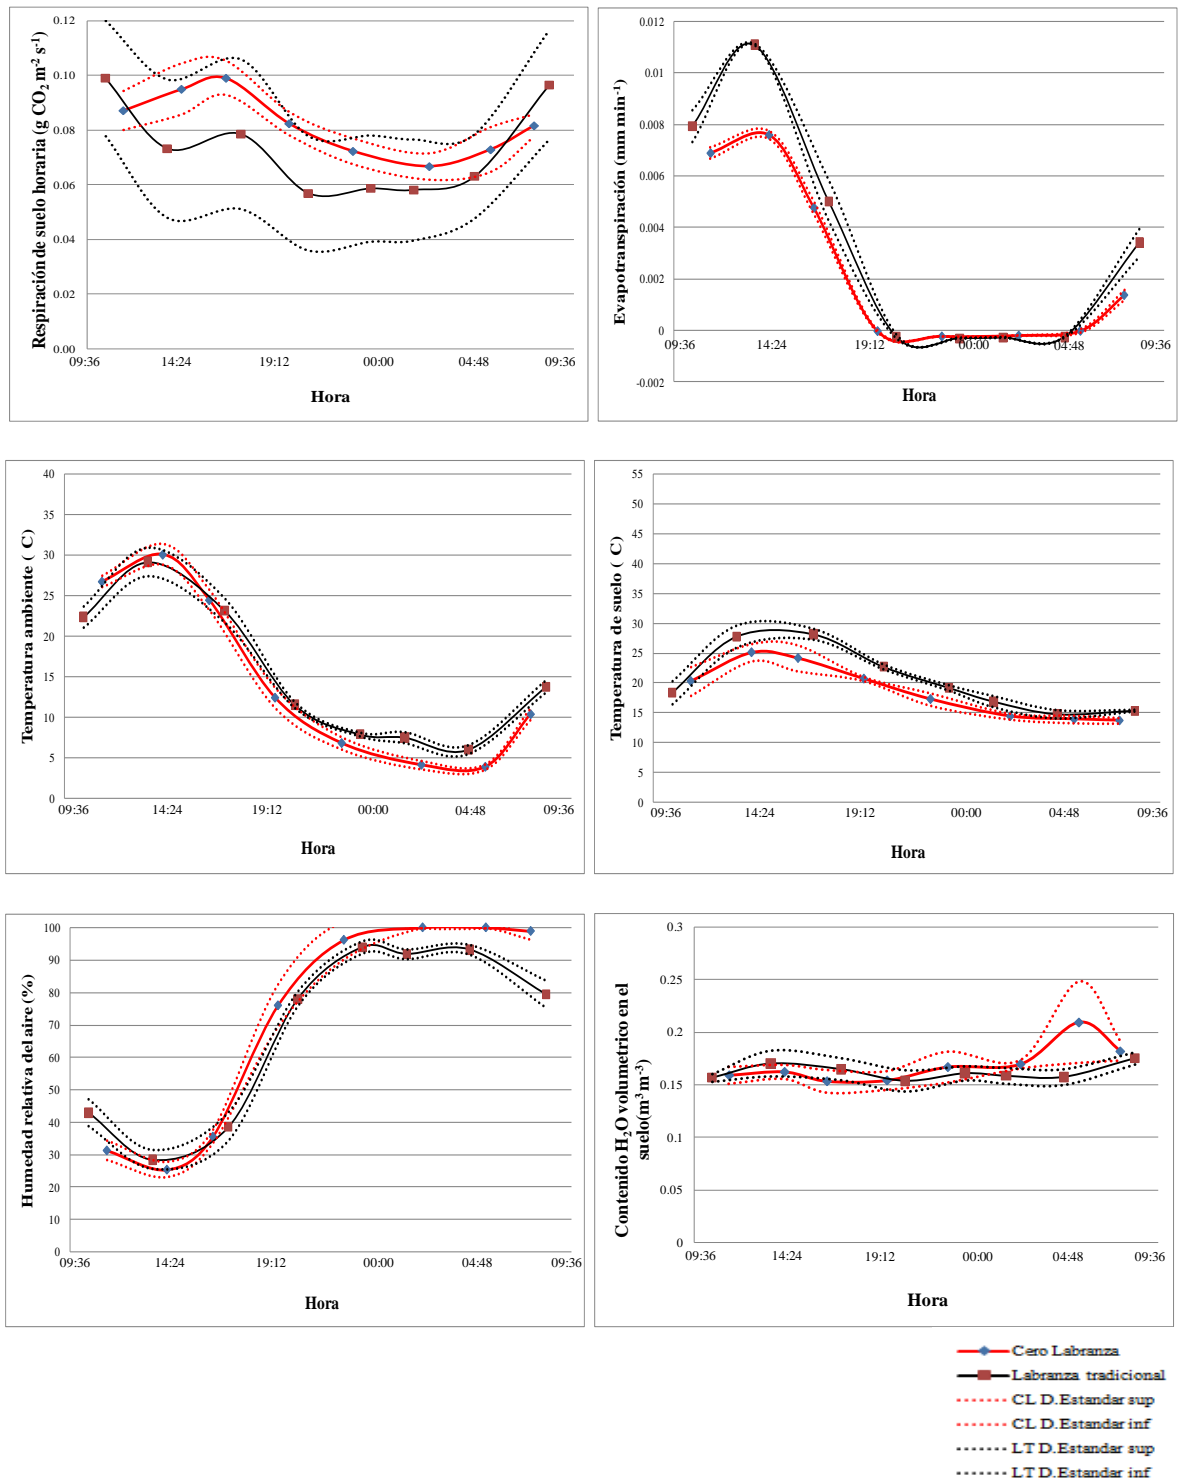 0.12
0.10
0.08
0.06
0.04
0.02
0.00
Respiración de suelo horaria (g CO₂ m⁻² s⁻¹)
09:36 14:24 19:12 00:00 04:48 09:36
Hora
0.012
0.01
0.008
0.006
0.004
0.002
0
-0.002
Evapotranspiración (mm min⁻¹)
09:36 14:24 19:12 00:00 04:48 09:36
Hora
40
35
30
25
20
15
10
5
0
Temperatura ambiente ( C)
09:36 14:24 19:12 00:00 04:48 09:36
Hora
55
50
45
40
35
30
25
20
15
10
5
0
Temperatura de suelo ( C)
09:36 14:24 19:12 00:00 04:48 09:36
Hora
100
90
80
70
60
50
40
30
20
10
0
Humedad relativa del aire (%)
09:36 14:24 19:12 00:00 04:48 09:36
Hora
0.3
0.25
0.2
0.15
0.1
0.05
0
Contenido H₂O volumetrico en el
suelo(m³ m⁻³)
09:36 14:24 19:12 00:00 04:48 09:36
Hora
Cero Labranza
Labranza tradicional
CL D.Estandar sup
CL D.Estandar inf
LT D.Estandar sup
LT D.Estandar inf